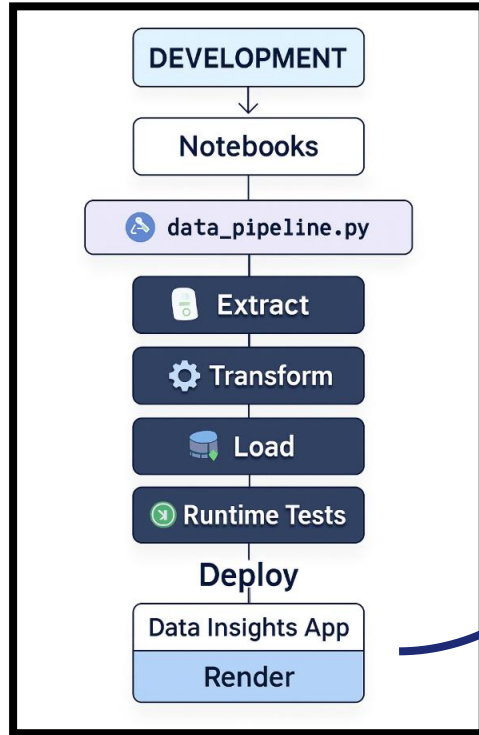 DEVELOPMENT
Notebooks
data_pipeline.py
Extract
Transform
Load
Runtime Tests
Deploy
Data Insights App
Render